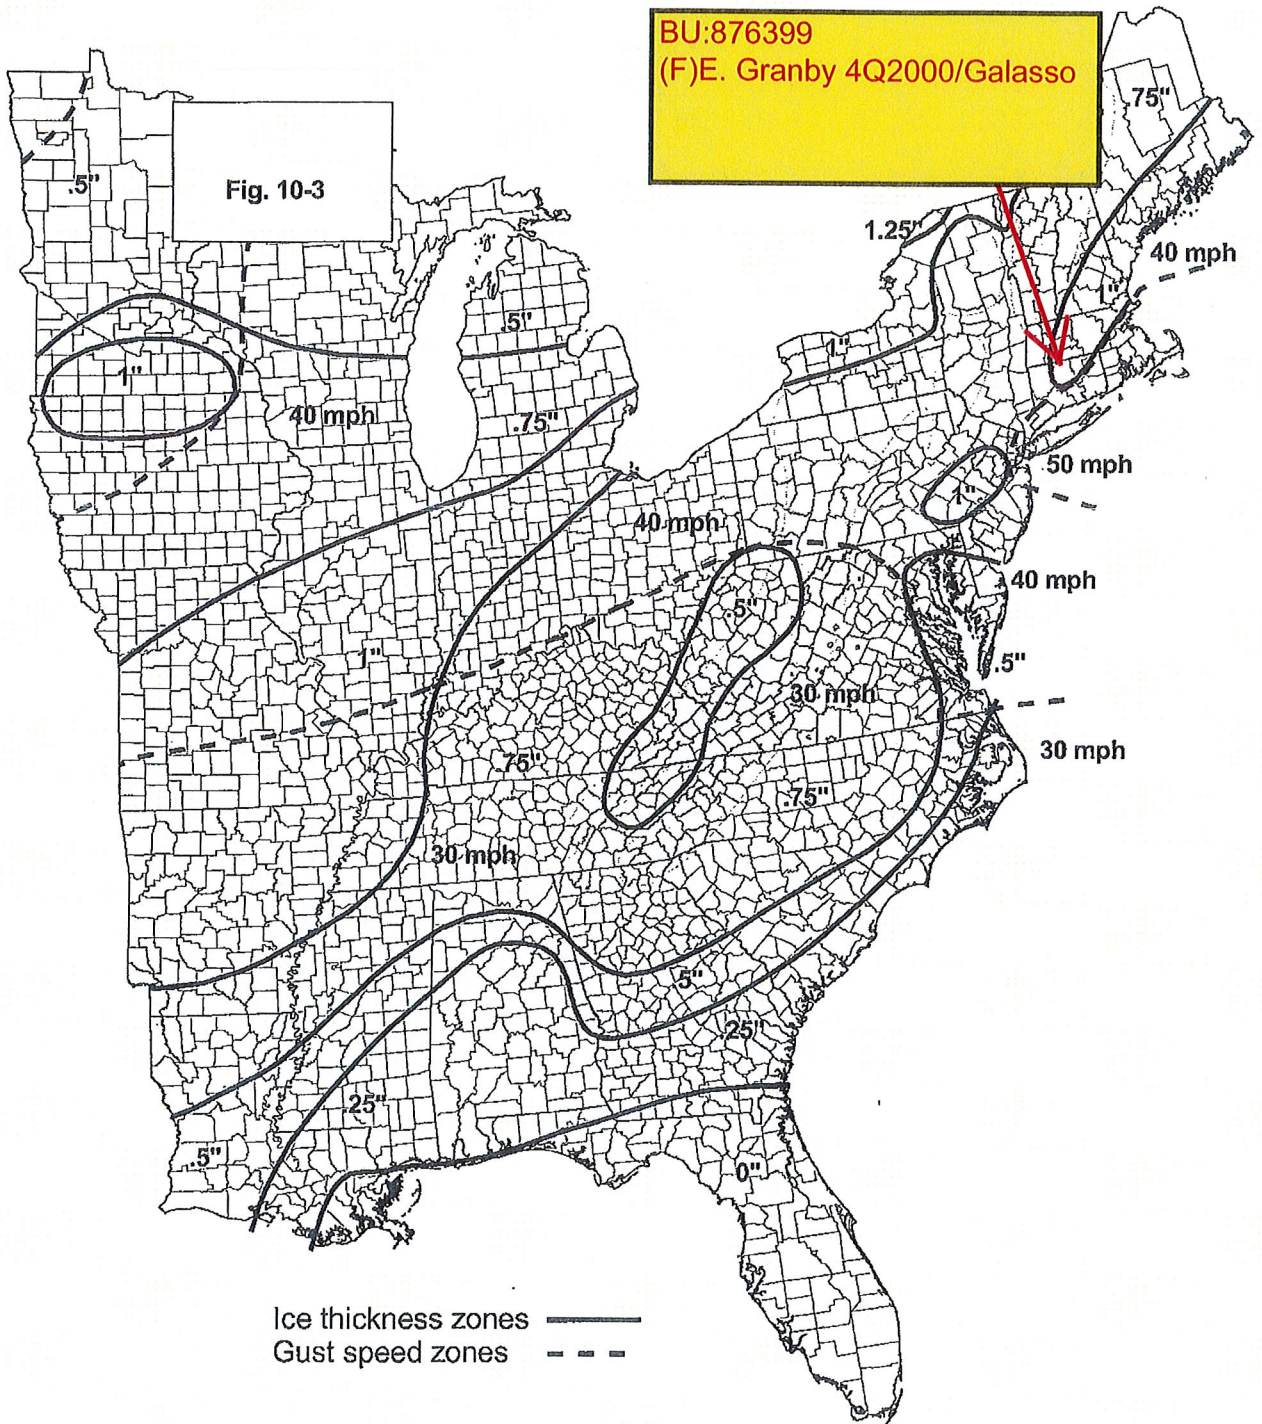 BU:876399
(F)E. Granby 4Q2000/Galasso
.75"
.5"
Fig. 10-3
1.25"
40 mph
1"
.5"
1"
1"
40 mph
.75"
50 mph
1"
40 mph
40 mph
.5"
1"
.5"
30 mph
30 mph
.75"
.75"
30 mph
.5"
.25"
.25"
.5"
0"
Ice thickness zones
Gust speed zones